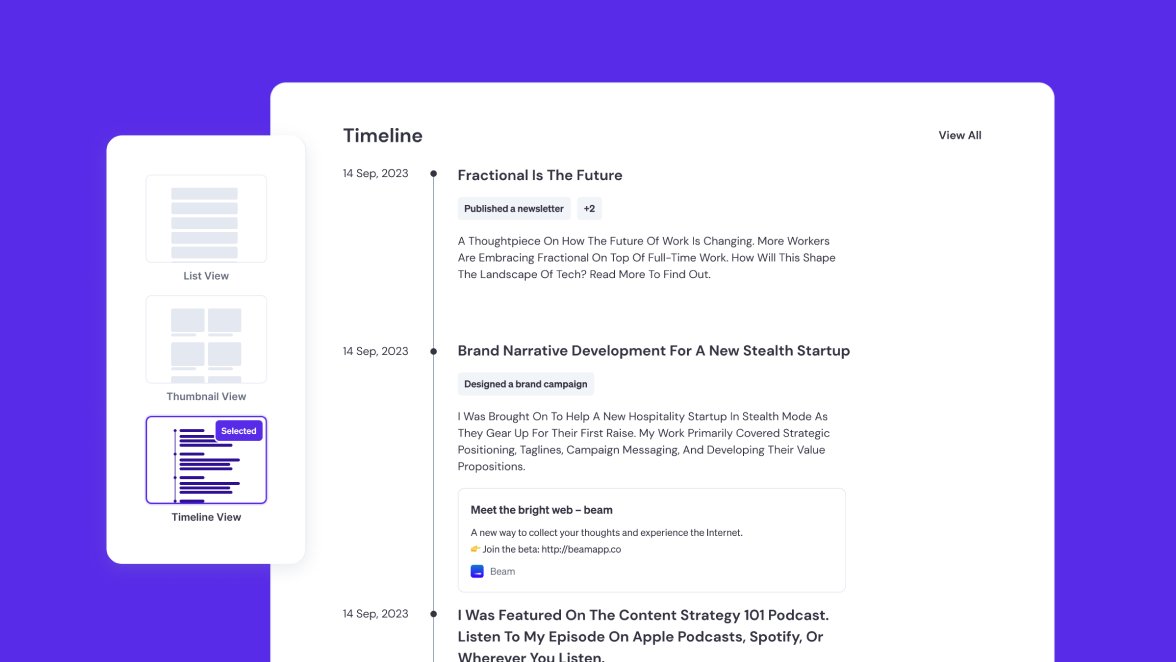 Timeline
View All
14 Sep, 2023
Fractional Is The Future
Published a newsletter
+2
A Thoughtpiece On How The Future Of Work Is Changing. More Workers
Are Embracing Fractional On Top Of Full-Time Work. How Will This Shape
The Landscape Of Tech? Read More To Find Out.
14 Sep, 2023
Brand Narrative Development For A New Stealth Startup
Designed a brand campaign
I Was Brought On To Help A New Hospitality Startup In Stealth Mode As
They Gear Up For Their First Raise. My Work Primarily Covered Strategic
Positioning, Taglines, Campaign Messaging, And Developing Their Value
Propositions.
Meet the bright web – beam
A new way to collect your thoughts and experience the Internet.
👉 Join the beta: http://beamapp.co
Beam
14 Sep, 2023
I Was Featured On The Content Strategy 101 Podcast.
Listen To My Episode On Apple Podcasts, Spotify, Or
Wherever You Listen.
List View
Thumbnail View
Selected
Timeline View